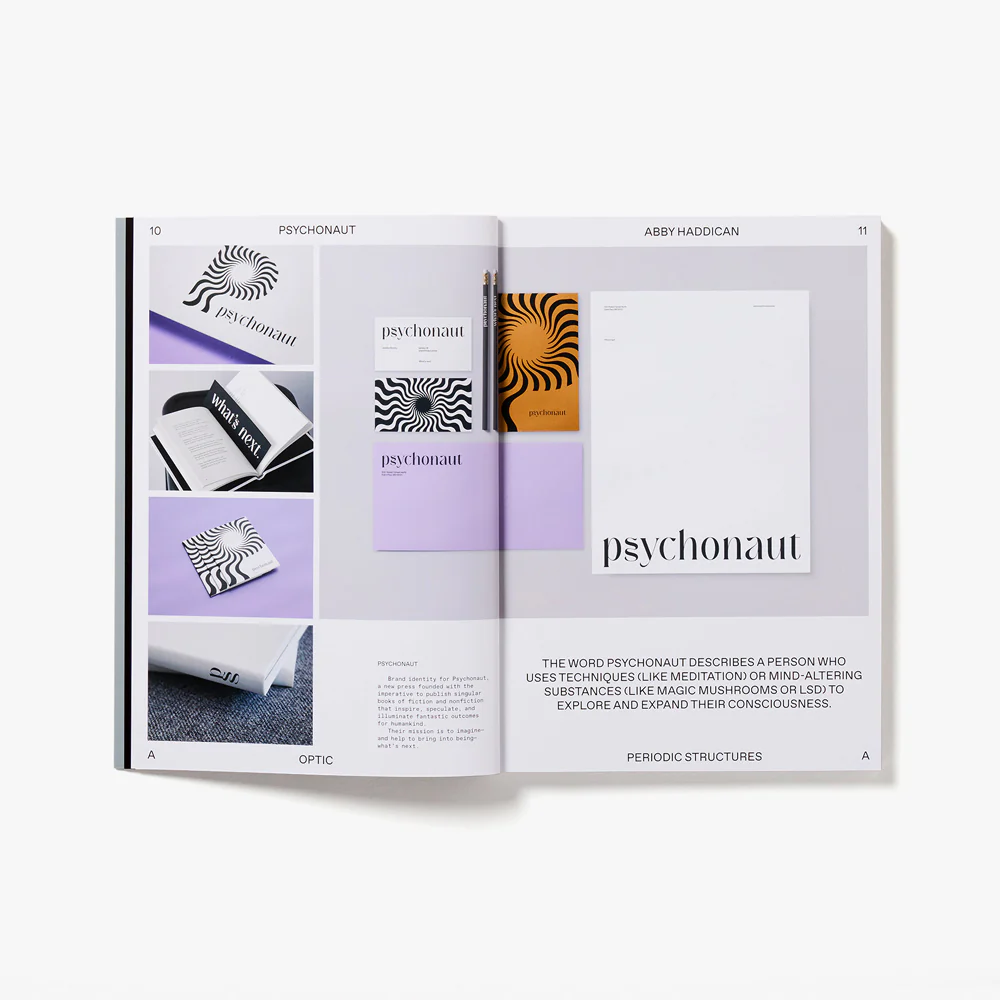 10
PSYCHONAUT
ABBY HADDICAN
11
psychonaut
what's next.
psychonaut
psychonaut
psychonaut
psychonaut
PSYCHONAUT
Brand identity for Psychonaut,
a new press founded with the
imperative to publish singular
books of fiction and nonfiction
that inspire, speculate, and
illuminate fantastic outcomes
for humankind.
Their mission is to imagine—
and help to bring into being—
what's next.
THE WORD PSYCHONAUT DESCRIBES A PERSON WHO
USES TECHNIQUES (LIKE MEDITATION) OR MIND-ALTERING
SUBSTANCES (LIKE MAGIC MUSHROOMS OR LSD) TO
EXPLORE AND EXPAND THEIR CONSCIOUSNESS.
A
OPTIC
PERIODIC STRUCTURES
A